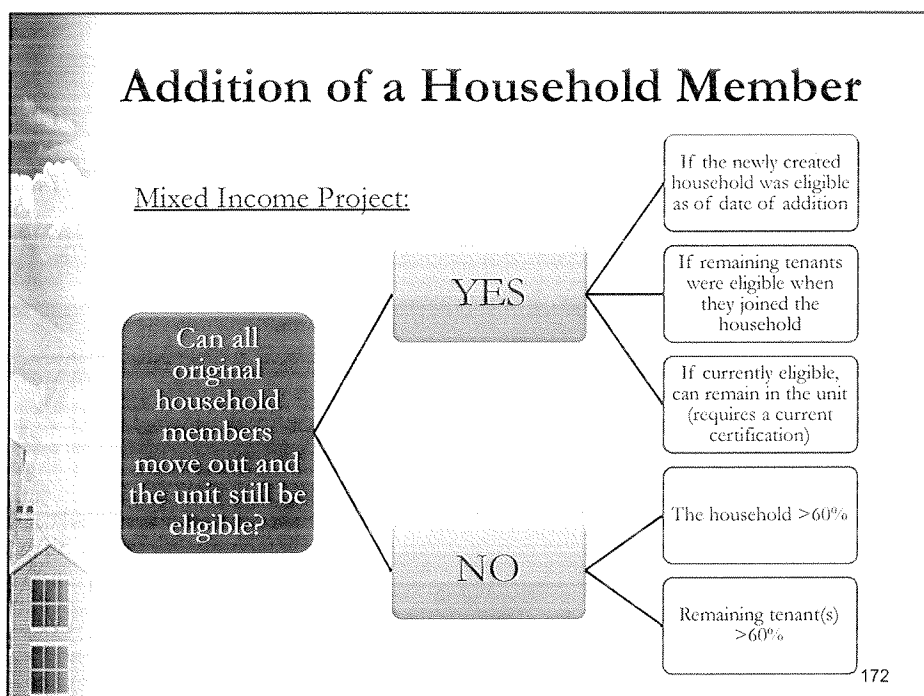 Addition of a Household Member
Mixed Income Project:
Can all
original
household
members
move out and
the unit still be
eligible?
YES
If the newly created
household was eligible
as of date of addition
If remaining tenants
were eligible when
they joined the
household
If currently eligible,
can remain in the unit
(requires a current
certification)
NO
The household >60%
Remaining tenant(s)
>60%
172